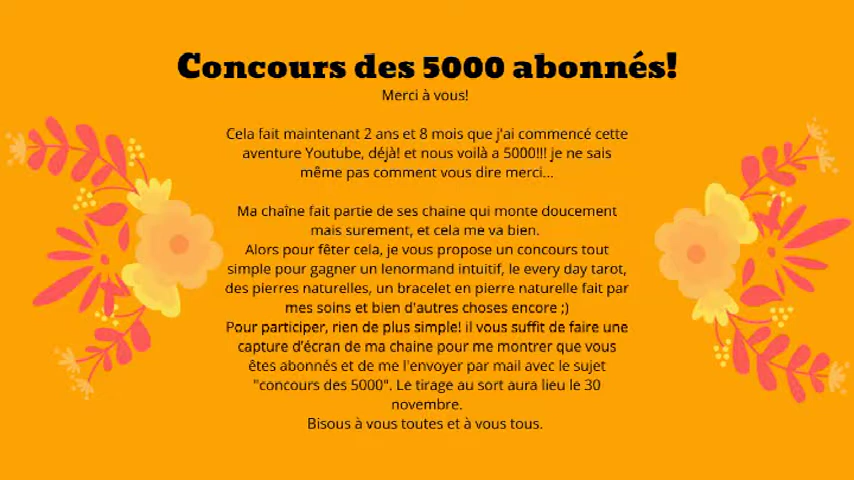 Concours des 5000 abonnés!
Merci à vous!
Cela fait maintenant 2 ans et 8 mois que j'ai commencé cette
aventure Youtube, déjà! et nous voilà a 5000!!! je ne sais
même pas comment vous dire merci...
Ma chaîne fait partie de ses chaine qui monte doucement
mais surement, et cela me va bien.
Alors pour fêter cela, je vous propose un concours tout
simple pour gagner un lenormand intuitif, le every day tarot,
des pierres naturelles, un bracelet en pierre naturelle fait par
mes soins et bien d'autres choses encore ;)
Pour participer, rien de plus simple! il vous suffit de faire une
capture d'écran de ma chaine pour me montrer que vous
êtes abonnés et de me l'envoyer par mail avec le sujet
"concours des 5000". Le tirage au sort aura lieu le 30
novembre.
Bisous à vous toutes et à vous tous.